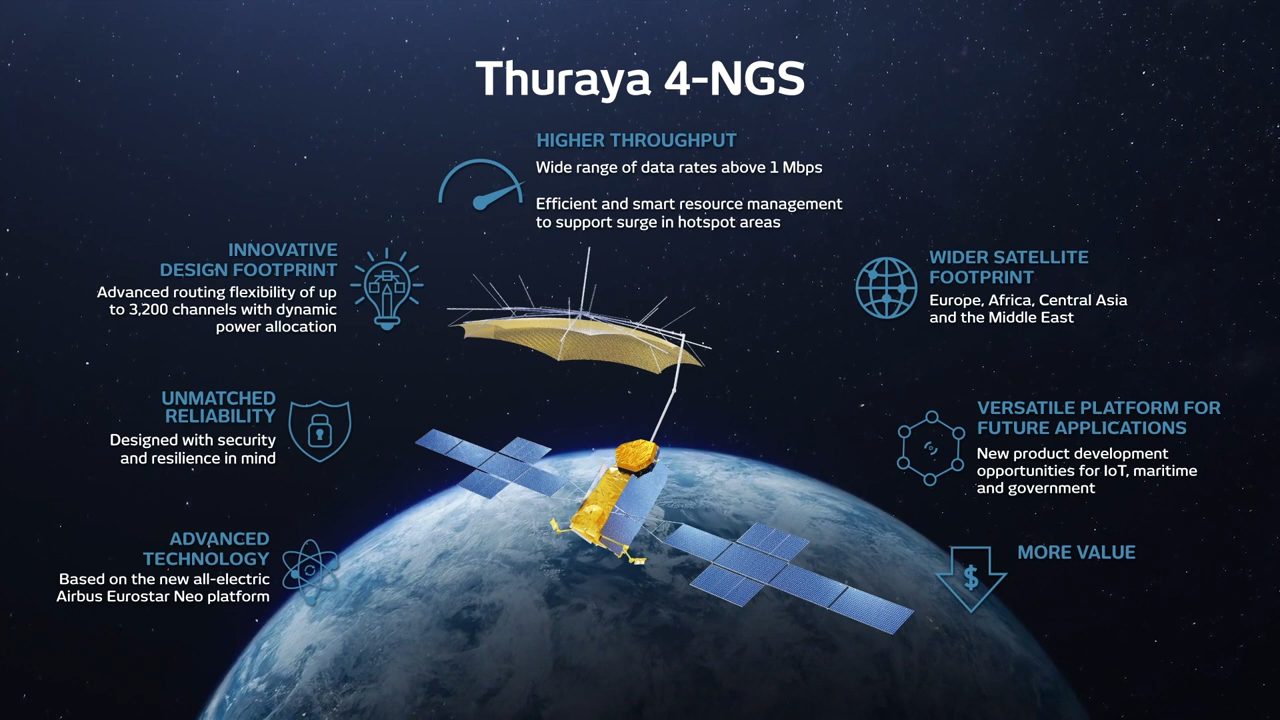 Thuraya 4-NGS
HIGHER THROUGHPUT
Wide range of data rates above 1 Mbps
Efficient and smart resource management
to support surge in hotspot areas
INNOVATIVE
DESIGN FOOTPRINT
Advanced routing flexibility of up
to 3,200 channels with dynamic
power allocation
UNMATCHED
RELIABILITY
Designed with security
and resilience in mind
ADVANCED
TECHNOLOGY
Based on the new all-electric
Airbus Eurostar Neo platform
WIDER SATELLITE
FOOTPRINT
Europe, Africa, Central Asia
and the Middle East
VERSATILE PLATFORM FOR
FUTURE APPLICATIONS
New product development
opportunities for IoT, maritime
and government
$
MORE VALUE